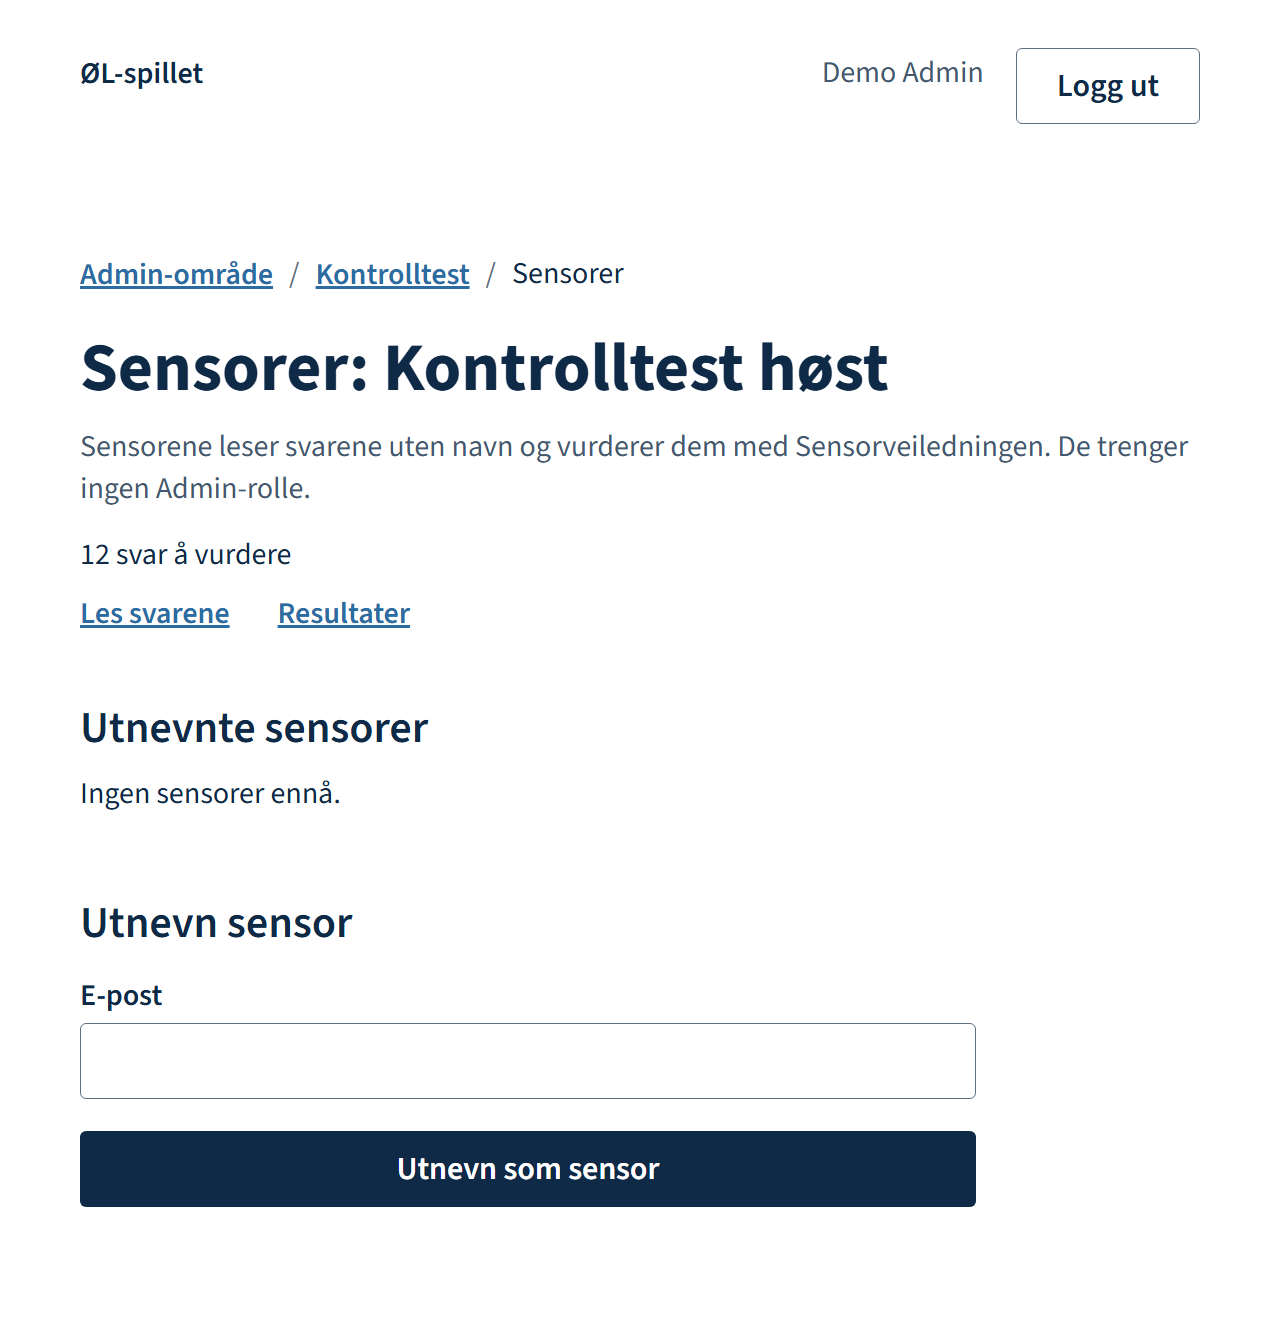 ØL-spillet
Demo Admin
Logg ut
Admin-område / Kontrolltest / Sensorer
Sensorer: Kontrolltest høst
Sensorene leser svarene uten navn og vurderer dem med Sensorveiledningen. De trenger
ingen Admin-rolle.
12 svar å vurdere
Les svarene
Resultater
Utnevnte sensorer
Ingen sensorer ennå.
Utnevn sensor
E-post
Utnevn som sensor